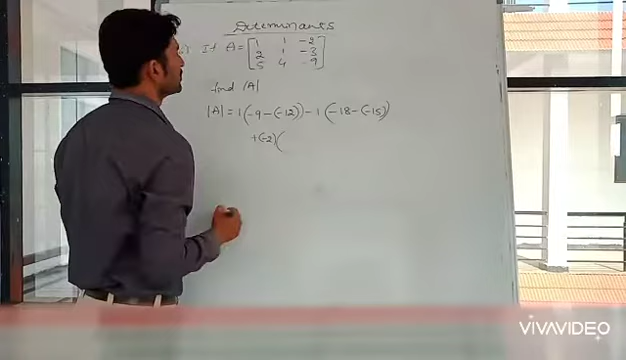 Determinants
If A = [ 1 1 -2
2 1 -3
5 4 -9 ]
find |A|
|A| = 1 (-9 - (-12)) - 1 (-18 - (-15))
+(-2)(
VIVAVIDEO